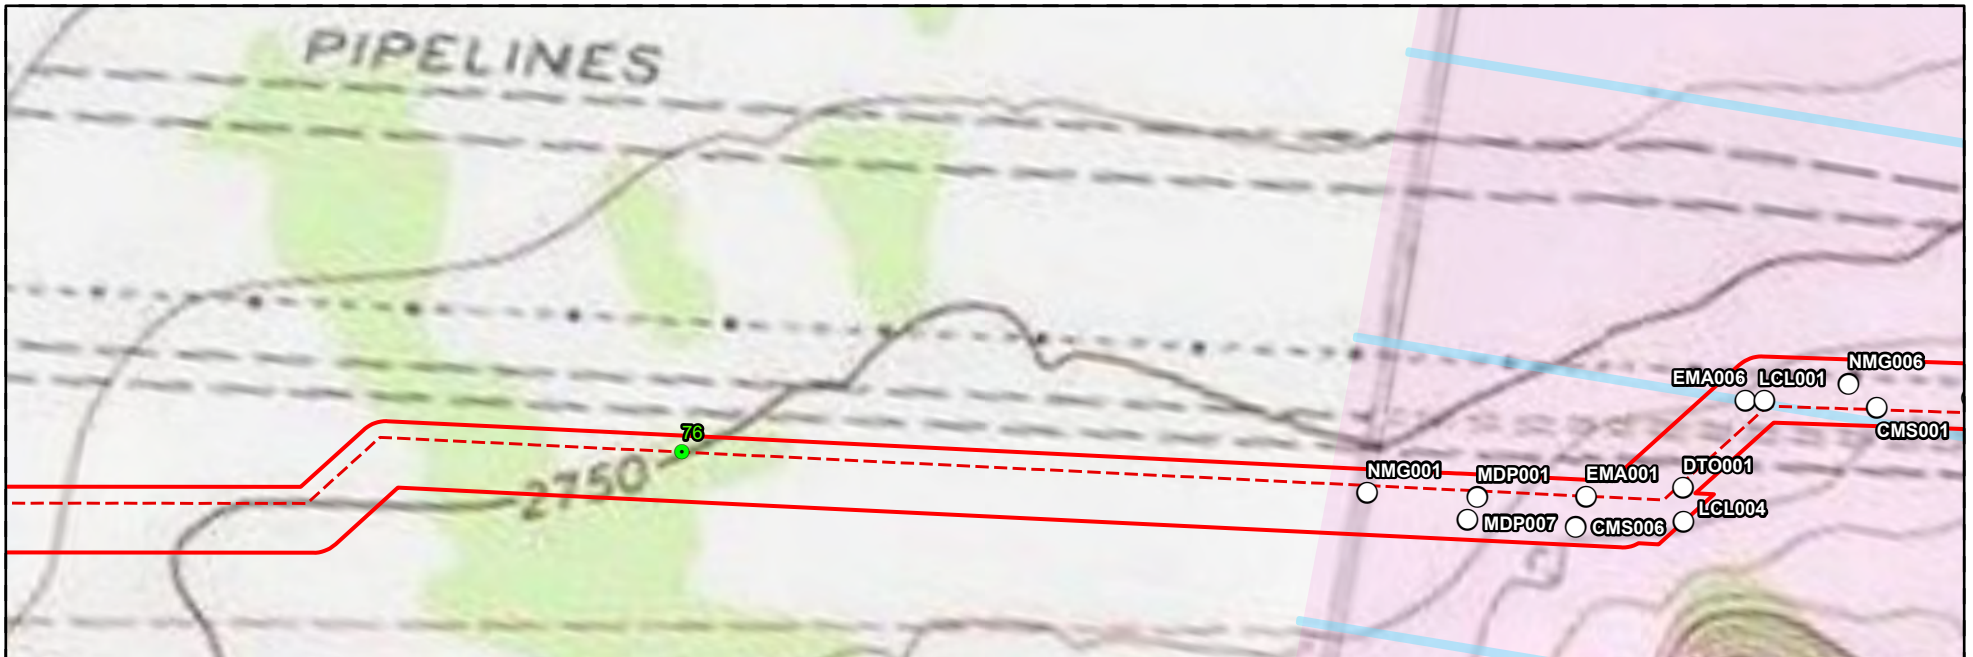 PIPELINES
NMG006
EMA006 LCL001
76
CMS001
NMG001 MDP001 EMA001 DTO001
2750
LCL004
MDP007 CMS006